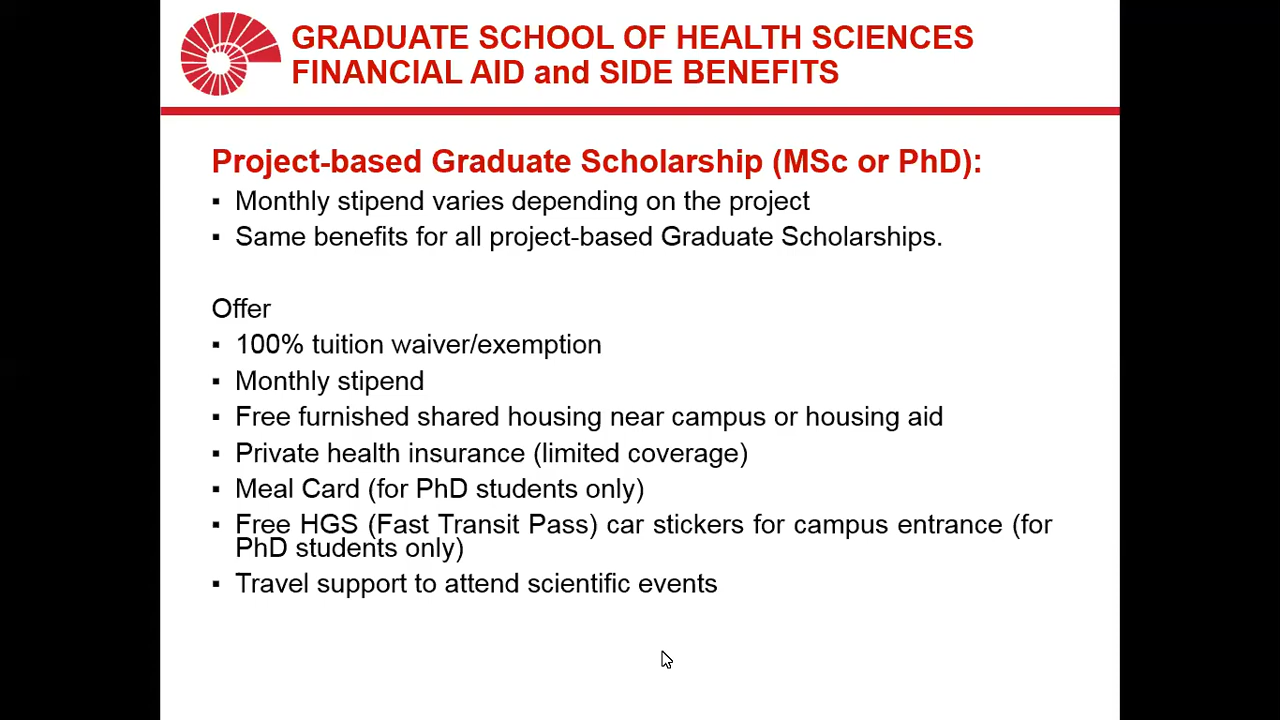 GRADUATE SCHOOL OF HEALTH SCIENCES
FINANCIAL AID and SIDE BENEFITS
Project-based Graduate Scholarship (MSc or PhD):
▪ Monthly stipend varies depending on the project
▪ Same benefits for all project-based Graduate Scholarships.
Offer
▪ 100% tuition waiver/exemption
▪ Monthly stipend
▪ Free furnished shared housing near campus or housing aid
▪ Private health insurance (limited coverage)
▪ Meal Card (for PhD students only)
▪ Free HGS (Fast Transit Pass) car stickers for campus entrance (for
PhD students only)
▪ Travel support to attend scientific events